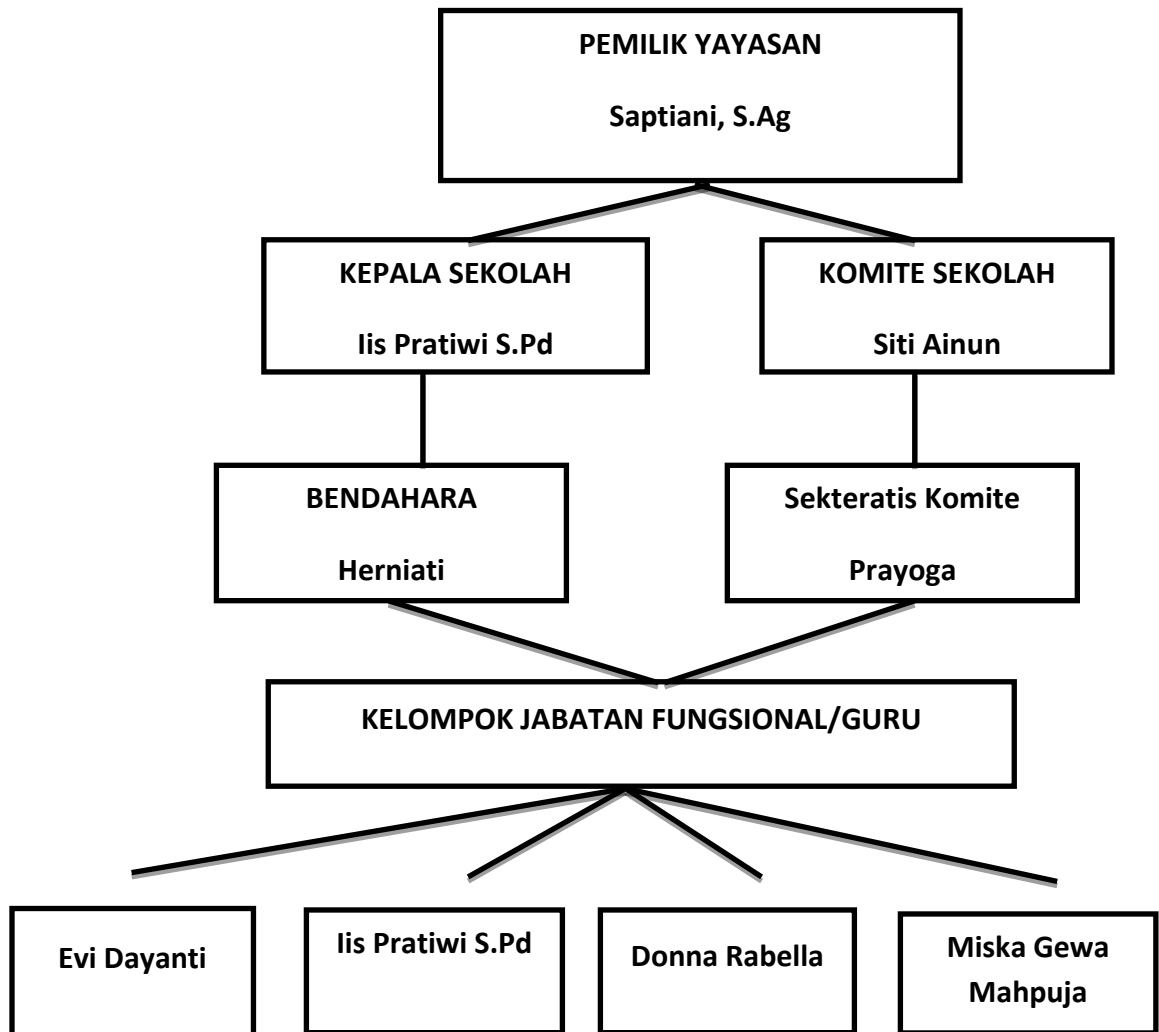 PEMILIK YAYASAN
Saptiani, S.Ag
KEPALA SEKOLAH
Iis Pratiwi S.Pd
KOMITE SEKOLAH
Siti Ainun
BENDAHARA
Herniati
Sekteratis Komite
Prayoga
KELOMPOK JABATAN FUNGSIONAL/GURU
Evi Dayanti
Iis Pratiwi S.Pd
Donna Rabella
Miska Gewa
Mahpuja